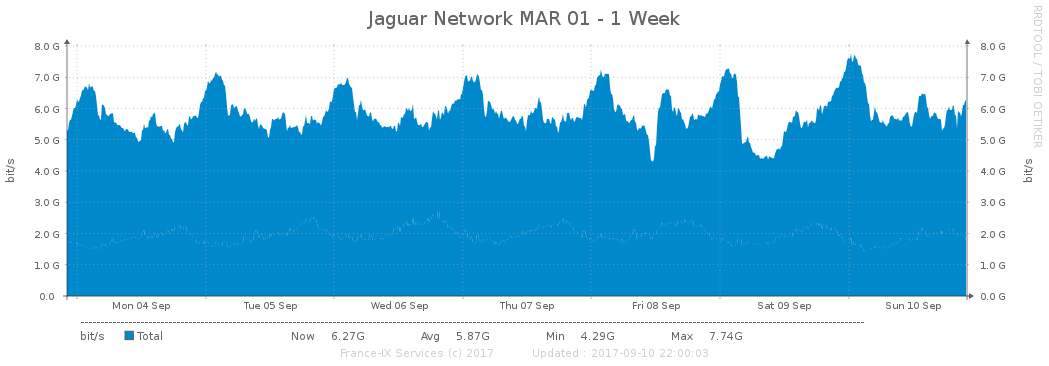 Jaguar Network MAR 01 - 1 Week
RRDTOOL / TOBI OETIKER
8.0 G 8.0 G
7.0 G 7.0 G
6.0 G 6.0 G
5.0 G 5.0 G
4.0 G 4.0 G
3.0 G 3.0 G
2.0 G 2.0 G
1.0 G 1.0 G
0.0 0.0 G
bit/s bit/s
Mon 04 Sep Tue 05 Sep Wed 06 Sep Thu 07 Sep Fri 08 Sep Sat 09 Sep Sun 10 Sep
bit/s Total Now 6.27G Avg 5.87G Min 4.29G Max 7.74G
France-IX Services (c) 2017 Updated : 2017-09-10 22:00:03